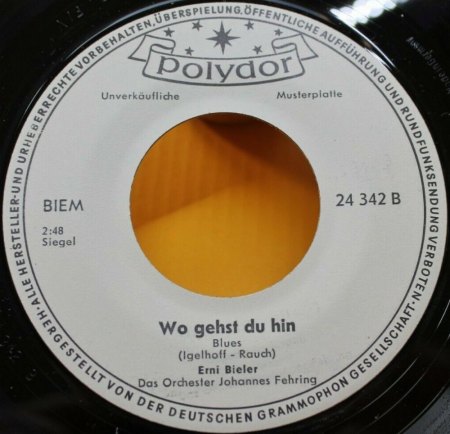 ·ALLE HERSTELLER- UND URHEBERRECHTE VORBEHALTEN, ÜBERSPIELUNG, ÖFFENTLICHE AUFFÜHRUNG UND RUNDFUNKSENDUNG VERBOTEN·
polydor
Unverkäufliche Musterplatte
BIEM 24 342 B
2:48
Siegel
Wo gehst du hin
Blues
(Igelhoff - Rauch)
Erni Bieler
Das Orchester Johannes Fehring
HERGESTELLT VON DER DEUTSCHEN GRAMMOPHON GESELLSCHAFT·